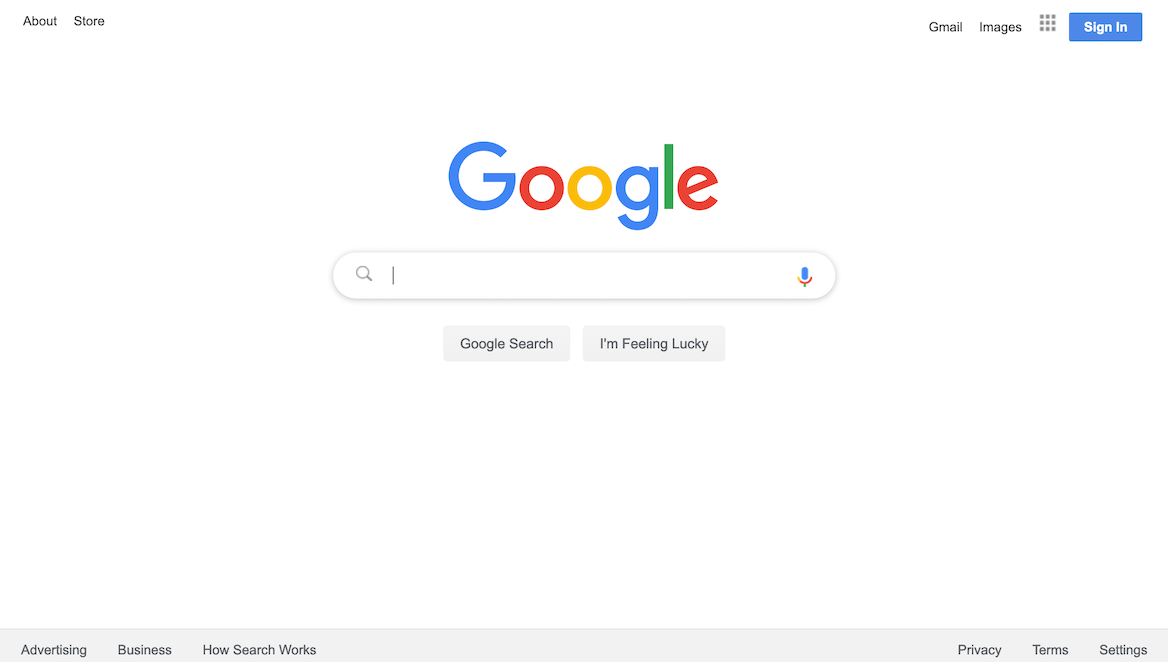 About Store
Gmail Images Sign In
Google
Google Search I'm Feeling Lucky
Advertising Business How Search Works Privacy Terms Settings